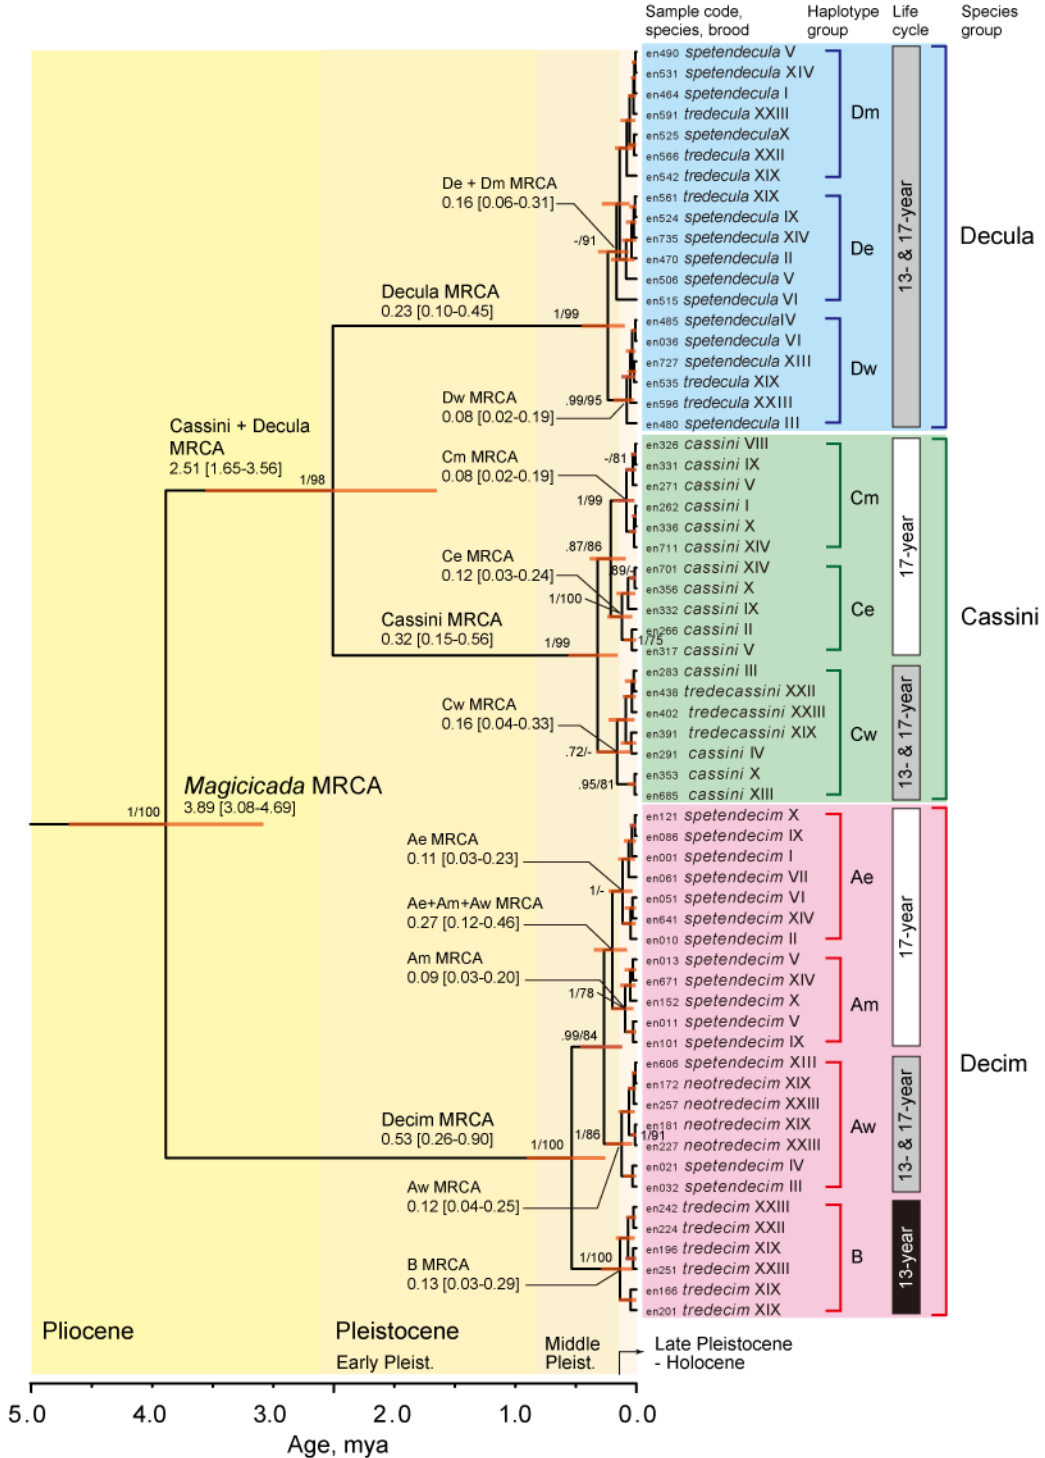 Sample code, species, brood
Haplotype group
Life cycle
Species group
en490 spetendecula V
en531 spetendecula XIV
en464 spetendecula I
en591 tredecula XXIII
en525 spetendeculaX
en566 tredecula XXII
en542 tredecula XIX
Dm
en561 tredecula XIX
en524 spetendecula IX
en735 spetendecula XIV
en470 spetendecula II
en506 spetendecula V
en515 spetendecula VI
De
en485 spetendeculaIV
en036 spetendecula VI
en727 spetendecula XIII
en535 tredecula XIX
en596 tredecula XXIII
en480 spetendecula III
Dw
13- & 17-year
Decula
en326 cassini VIII
en331 cassini IX
en271 cassini V
en262 cassini I
en336 cassini X
en711 cassini XIV
Cm
en701 cassini XIV
en356 cassini X
en332 cassini IX
en266 cassini II
en317 cassini V
Ce
17-year
en283 cassini III
en438 tredecassini XXII
en402 tredecassini XXIII
en391 tredecassini XIX
en291 cassini IV
en353 cassini X
en685 cassini XIII
Cw
13- & 17-year
Cassini
en121 spetendecim X
en086 spetendecim IX
en001 spetendecim I
en061 spetendecim VII
en051 spetendecim VI
en641 spetendecim XIV
en010 spetendecim II
Ae
en013 spetendecim V
en671 spetendecim XIV
en152 spetendecim X
en011 spetendecim V
en101 spetendecim IX
Am
17-year
en606 spetendecim XIII
en172 neotredecim XIX
en257 neotredecim XXIII
en181 neotredecim XIX
en227 neotredecim XXIII
en021 spetendecim IV
en032 spetendecim III
Aw
13- & 17-year
en242 tredecim XXIII
en224 tredecim XXII
en196 tredecim XIX
en251 tredecim XXIII
en166 tredecim XIX
en201 tredecim XIX
B
13-year
Decim
De + Dm MRCA
0.16 [0.06-0.31]
-/91
Decula MRCA
0.23 [0.10-0.45]
1/99
Dw MRCA
0.08 [0.02-0.19]
.99/95
Cassini + Decula
MRCA
2.51 [1.65-3.56]
1/98
Cm MRCA
0.08 [0.02-0.19]
-/81
1/99
.87/86
Ce MRCA
0.12 [0.03-0.24]
.89/-
1/100
1/75
Cassini MRCA
0.32 [0.15-0.56]
1/99
Cw MRCA
0.16 [0.04-0.33]
.72/-
.95/81
Magicicada MRCA
3.89 [3.08-4.69]
1/100
Ae MRCA
0.11 [0.03-0.23]
1/-
Ae+Am+Aw MRCA
0.27 [0.12-0.46]
Am MRCA
0.09 [0.03-0.20]
1/78
.99/84
Decim MRCA
0.53 [0.26-0.90]
1/100
1/86
1/91
Aw MRCA
0.12 [0.04-0.25]
B MRCA
0.13 [0.03-0.29]
1/100
Pliocene
Pleistocene
Early Pleist.
Middle
Pleist.
Late Pleistocene
- Holocene
5.0 4.0 3.0 2.0 1.0 0.0
Age, mya